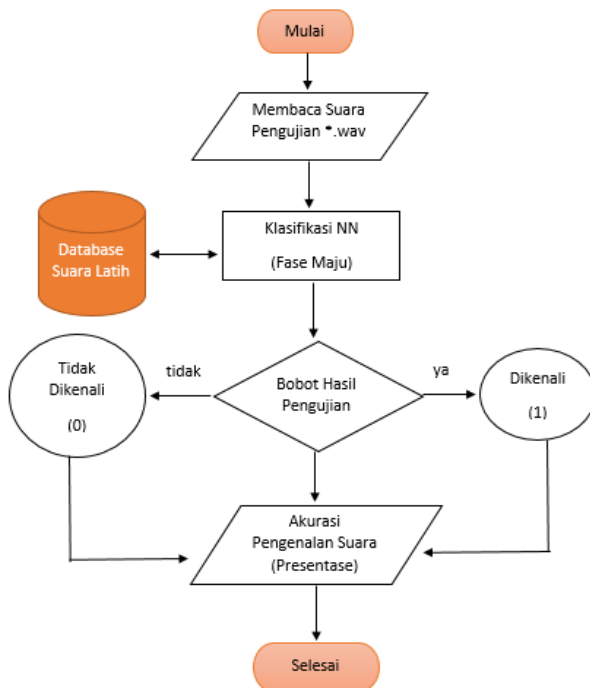 Mulai
Membaca Suara
Pengujian *.wav
Klasifikasi NN
(Fase Maju)
Database
Suara Latih
Tidak
Dikenali
(0)
tidak
Bobot Hasil
Pengujian
ya
Dikenali
(1)
Akurasi
Pengenalan Suara
(Presentase)
Selesai